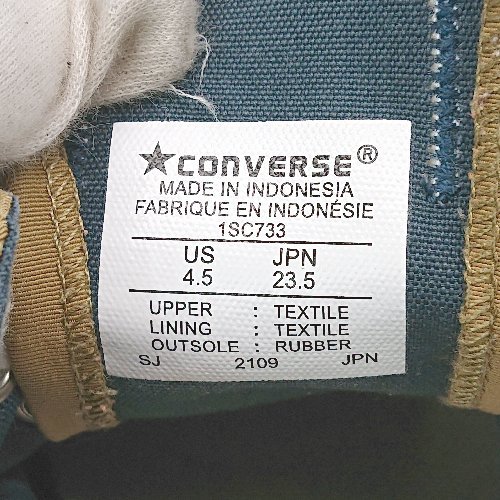 ★CONVERSE®
MADE IN INDONESIA
FABRIQUE EN INDONÉSIE
1SC733
US JPN
4.5 23.5
UPPER : TEXTILE
LINING : TEXTILE
OUTSOLE : RUBBER
SJ 2109 JPN